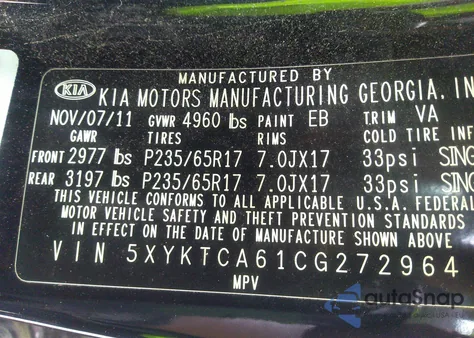 MANUFACTURED BY
KIA KIA MOTORS MANUFACTURING GEORGIA, IN
NOV/07/11 GVWR 4960 lbs PAINT EB TRIM VA
GAWR TIRES RIMS COLD TIRE INF
FRONT 2977 lbs P235/65R17 7.0JX17 33psi SING
REAR 3197 lbs P235/65R17 7.0JX17 33psi SING
THIS VEHICLE CONFORMS TO ALL APPLICABLE U.S.A. FEDERAL
MOTOR VEHICLE SAFETY AND THEFT PREVENTION STANDARDS
IN EFFECT ON THE DATE OF MANUFACTURE SHOWN ABOVE.
VIN 5XYKTCA61CG272964
MPV
autoSnap